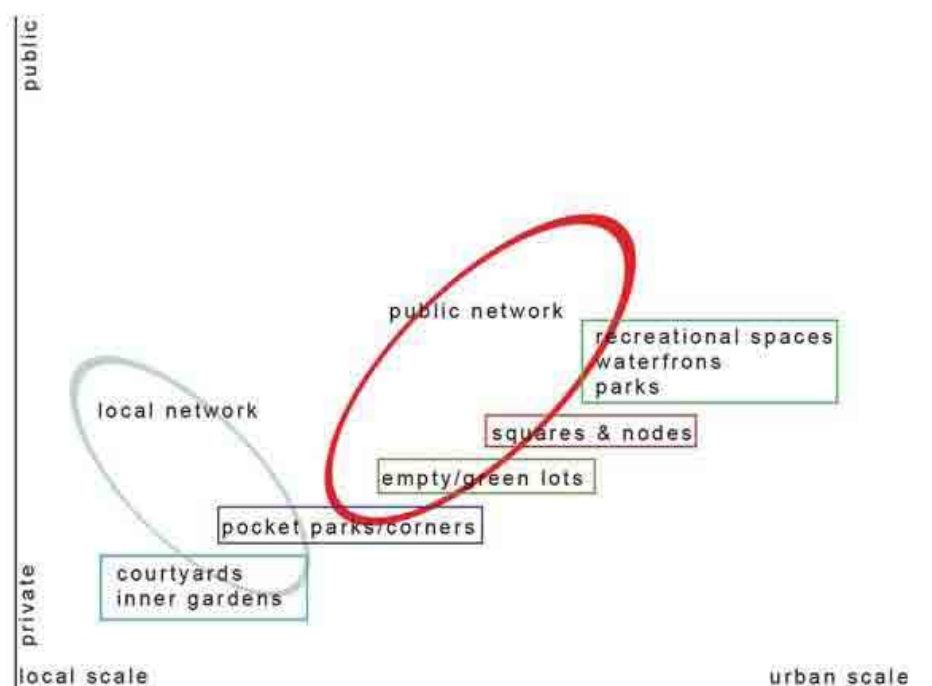 public
public network
recreational spaces
waterfrons
parks
local network
squares & nodes
empty/green lots
pocket parks/corners
courtyards
inner gardens
private
local scale
urban scale